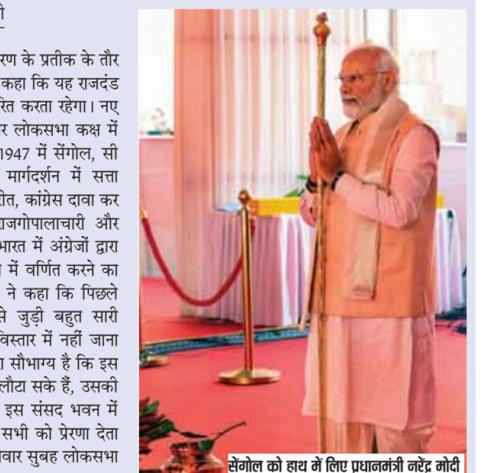 ी
रण के प्रतीक के तौर
कहा कि यह राजदंड
रित करता रहेगा। नए
र लोकसभा कक्ष में
1947 में सेंगोल, सी
मार्गदर्शन में सत्ता
रीत, कांग्रेस दावा कर
राजगोपालाचारी और
भारत में अंग्रेजों द्वारा
में वर्णित करने का
ने कहा कि पिछले
से जुड़ी बहुत सारी
विस्तार में नहीं जाना
ा सौभाग्य है कि इस
लौटा सके हैं, उसकी
इस संसद भवन में
सभी को प्रेरणा देता
वार सुबह लोकसभा
सेंगोल को हाथ में लिए प्रधानमंत्री नरेंद्र मोदी